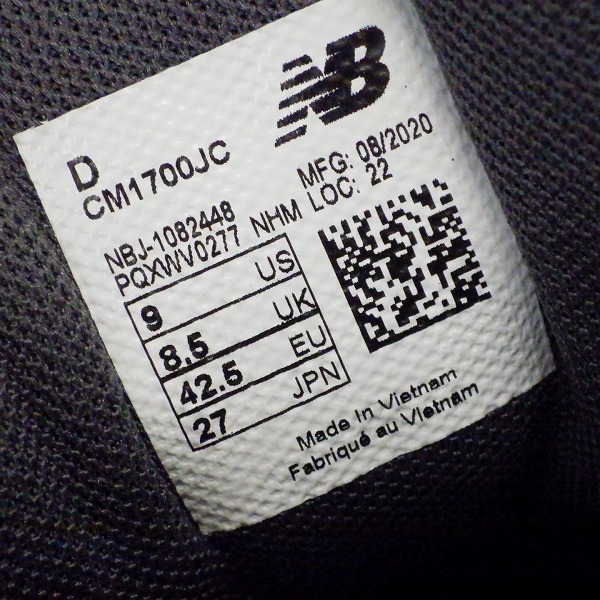 NB
D
CM1700JC
MFG: 08/2020
LOC: 22
NBJ-1082448
PQXWV0277 NHM
9 US
8.5 UK
42.5 EU
27 JPN
Made In Vietnam
Fabriqué au Vietnam